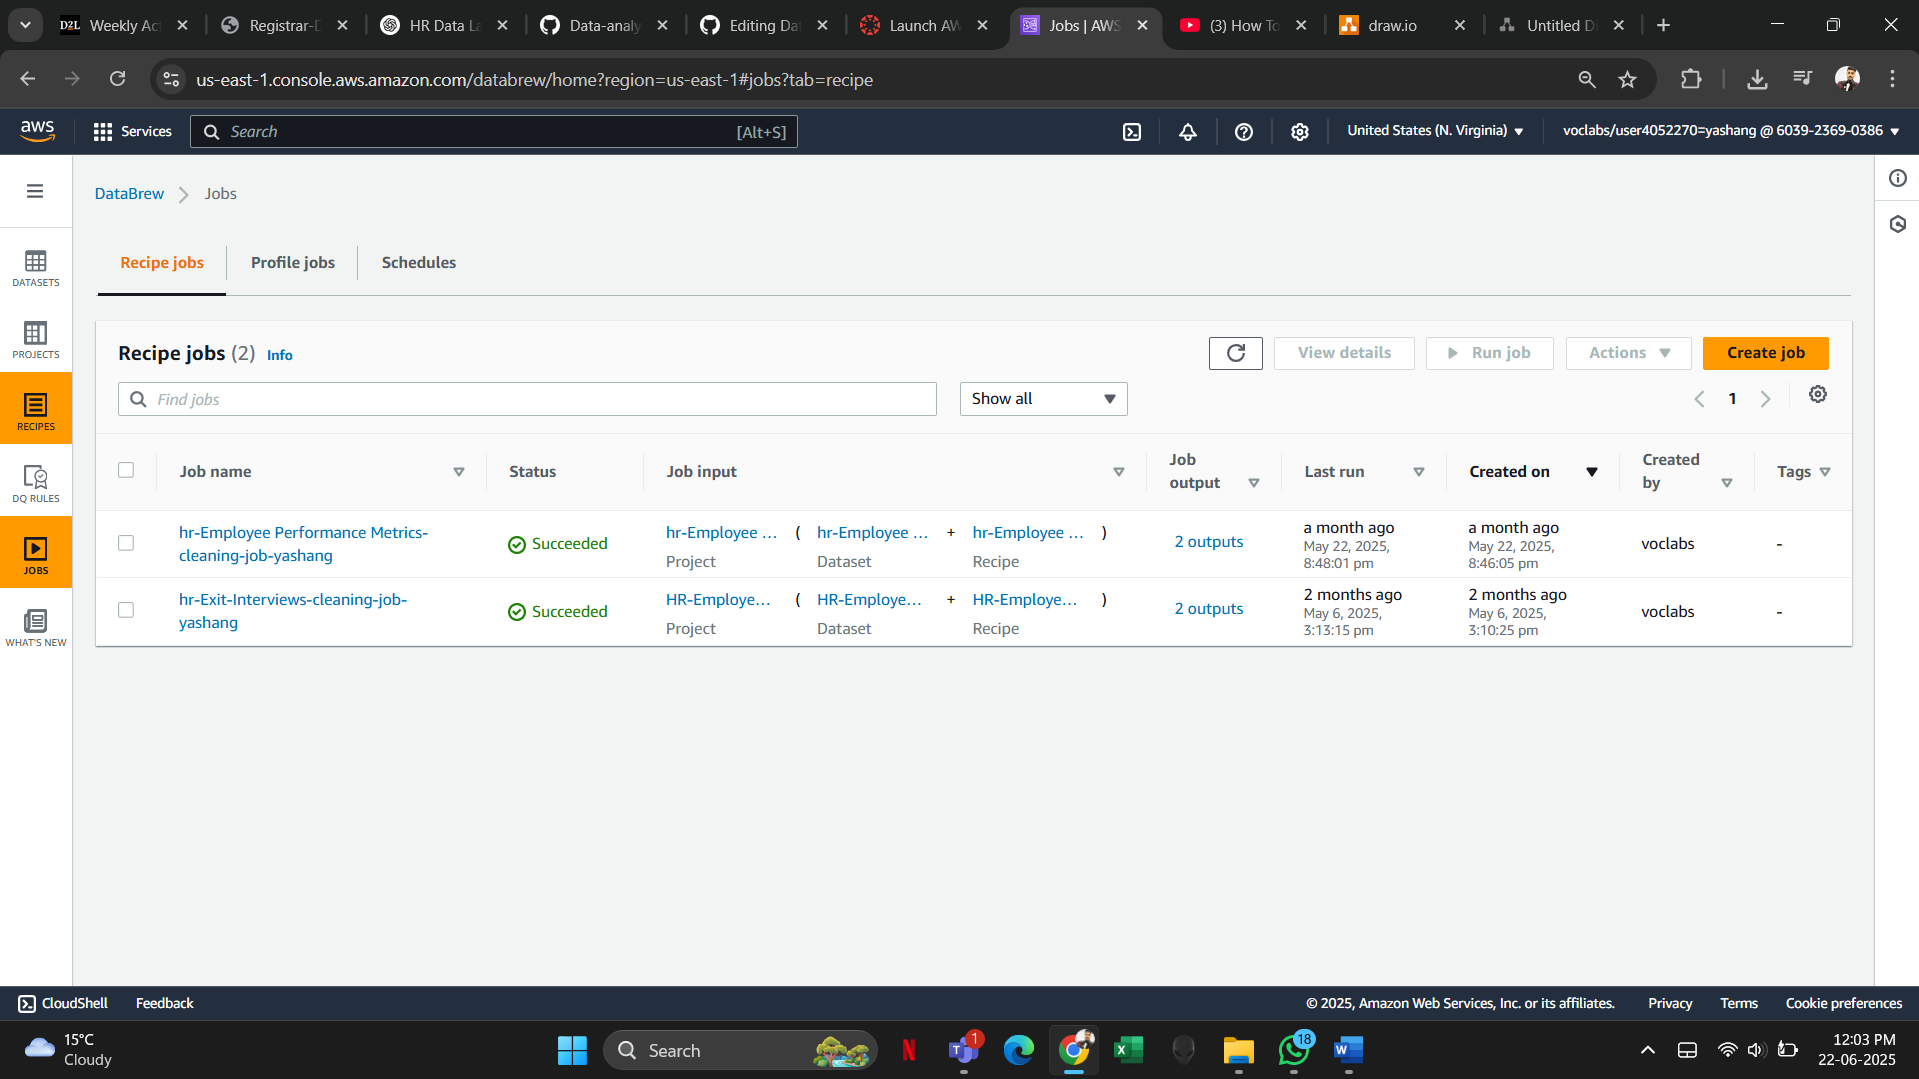 D2L Weekly Act
Registrar-D
HR Data La
Data-analy
Editing Dat
Launch AW
Jobs | AWS
(3) How To
draw.io
Untitled Di
us-east-1.console.aws.amazon.com/databrew/home?region=us-east-1#jobs?tab=recipe
aws
Services
Search
[Alt+S]
United States (N. Virginia)
voclabs/user4052270=yashang @ 6039-2369-0386
DataBrew
Jobs
DATASETS
PROJECTS
RECIPES
DQ RULES
JOBS
WHAT'S NEW
Recipe jobs
Profile jobs
Schedules
Recipe jobs (2) Info
View details
Run job
Actions
Create job
Find jobs
Show all
1
Job name
Status
Job input
Job output
Last run
Created on
Created by
Tags
hr-Employee Performance Metrics-
cleaning-job-yashang
Succeeded
hr-Employee ... ( hr-Employee ... + hr-Employee ... )
Project Dataset Recipe
2 outputs
a month ago
May 22, 2025,
8:48:01 pm
a month ago
May 22, 2025,
8:46:05 pm
voclabs
-
hr-Exit-Interviews-cleaning-job-
yashang
Succeeded
HR-Employe... ( HR-Employe... + HR-Employe... )
Project Dataset Recipe
2 outputs
2 months ago
May 6, 2025,
3:13:15 pm
2 months ago
May 6, 2025,
3:10:25 pm
voclabs
-
CloudShell
Feedback
© 2025, Amazon Web Services, Inc. or its affiliates.
Privacy
Terms
Cookie preferences
15°C
Cloudy
Search
1
18
12:03 PM
22-06-2025